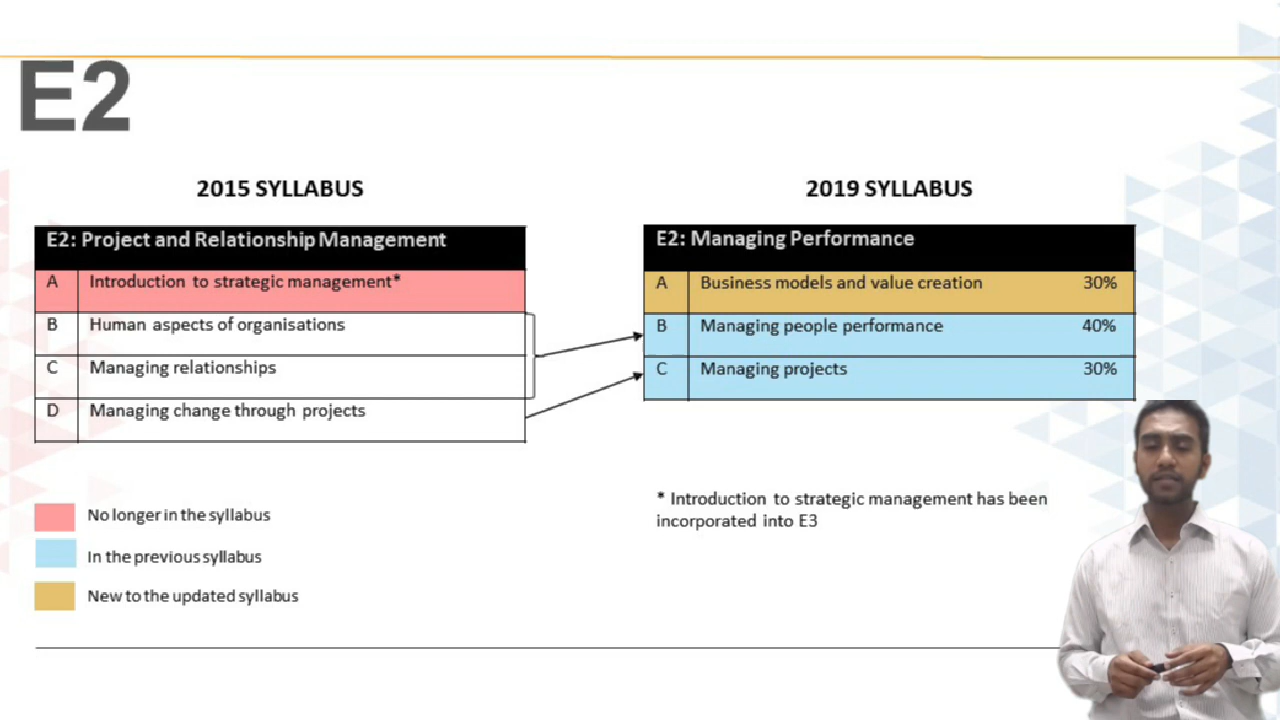 E2
2015 SYLLABUS
E2: Project and Relationship Management
A Introduction to strategic management*
B Human aspects of organisations
C Managing relationships
D Managing change through projects
2019 SYLLABUS
E2: Managing Performance
A Business models and value creation 30%
B Managing people performance 40%
C Managing projects 30%
* Introduction to strategic management has been
incorporated into E3
No longer in the syllabus
In the previous syllabus
New to the updated syllabus